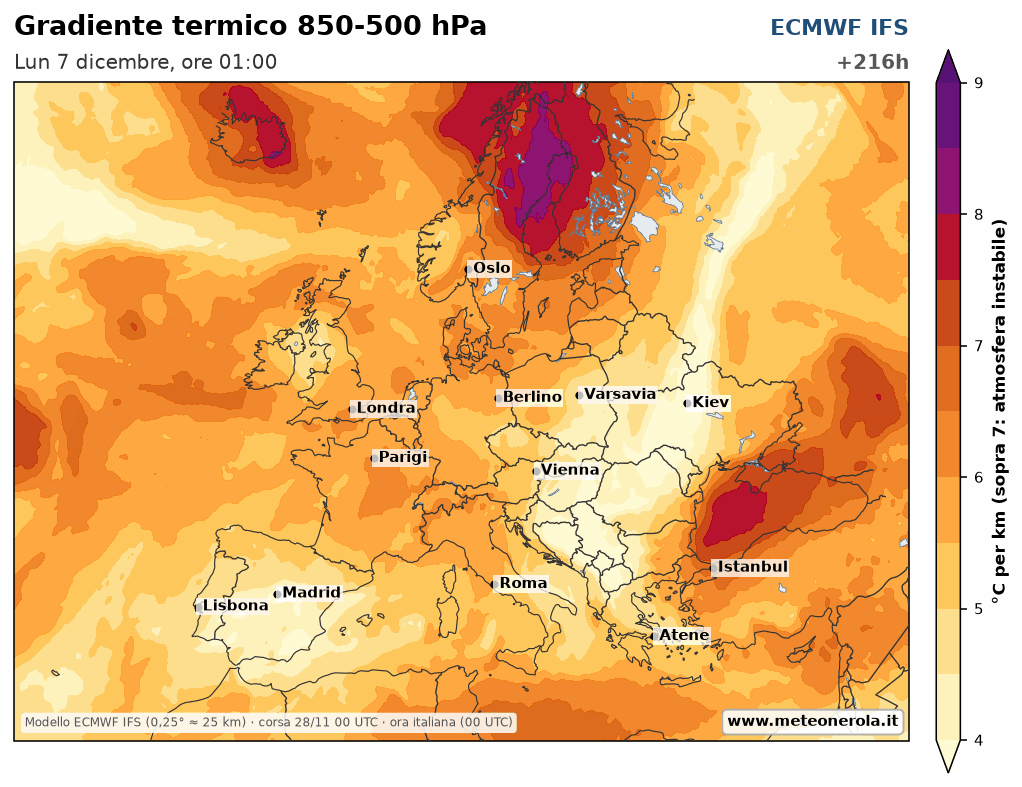 Gradiente termico 850-500 hPa
ECMWF IFS
Lun 7 dicembre, ore 01:00
+216h
9
8
7
6
5
4
°C per km (sopra 7: atmosfera instabile)
Oslo
Berlino
Varsavia
Kiev
Londra
Parigi
Vienna
Istanbul
Roma
Madrid
Lisbona
Atene
Modello ECMWF IFS (0,25° ≈ 25 km) · corsa 28/11 00 UTC · ora italiana (00 UTC)
www.meteonerola.it